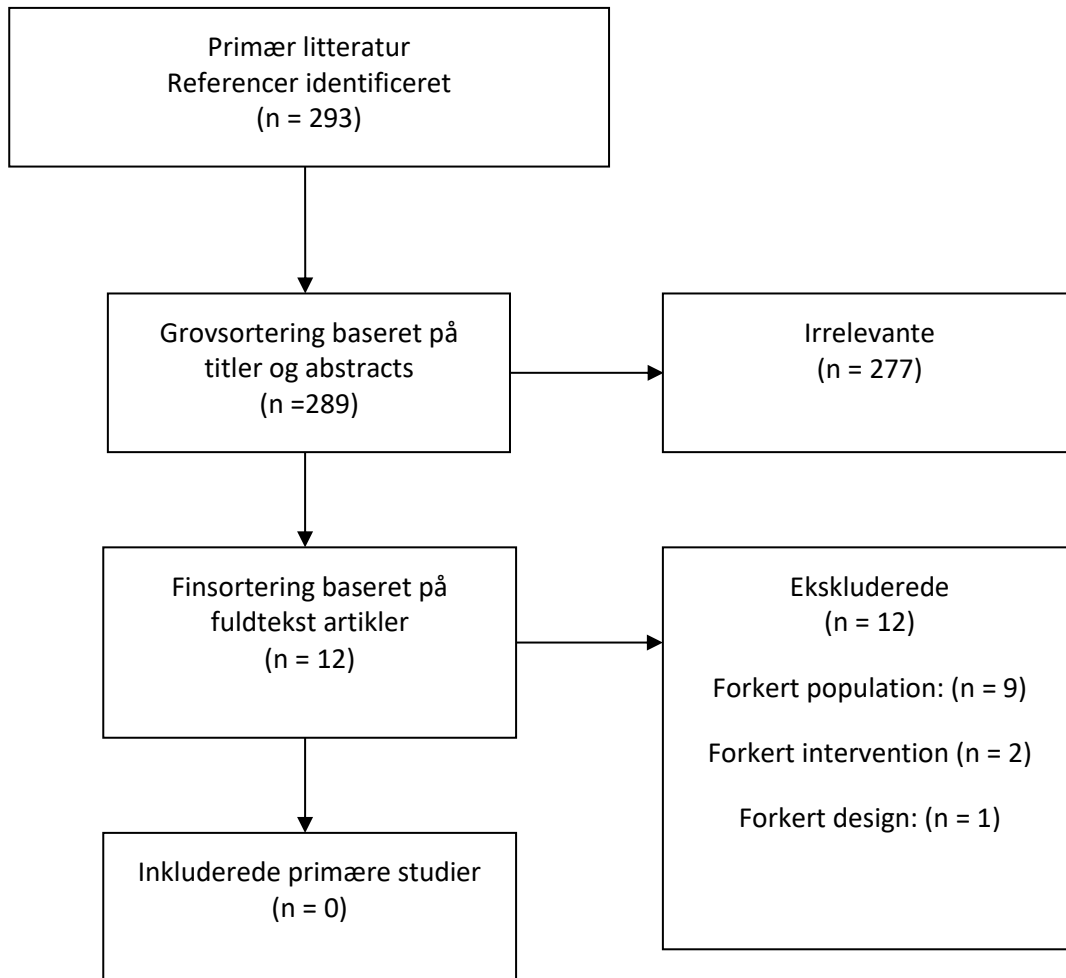 Primær litteratur
Referencer identificeret
(n = 293)
Grovsortering baseret på
titler og abstracts
(n =289)
Irrelevante
(n = 277)
Finsortering baseret på
fuldtekst artikler
(n = 12)
Ekskluderede
(n = 12)
Forkert population: (n = 9)
Forkert intervention (n = 2)
Forkert design: (n = 1)
Inkluderede primære studier
(n = 0)